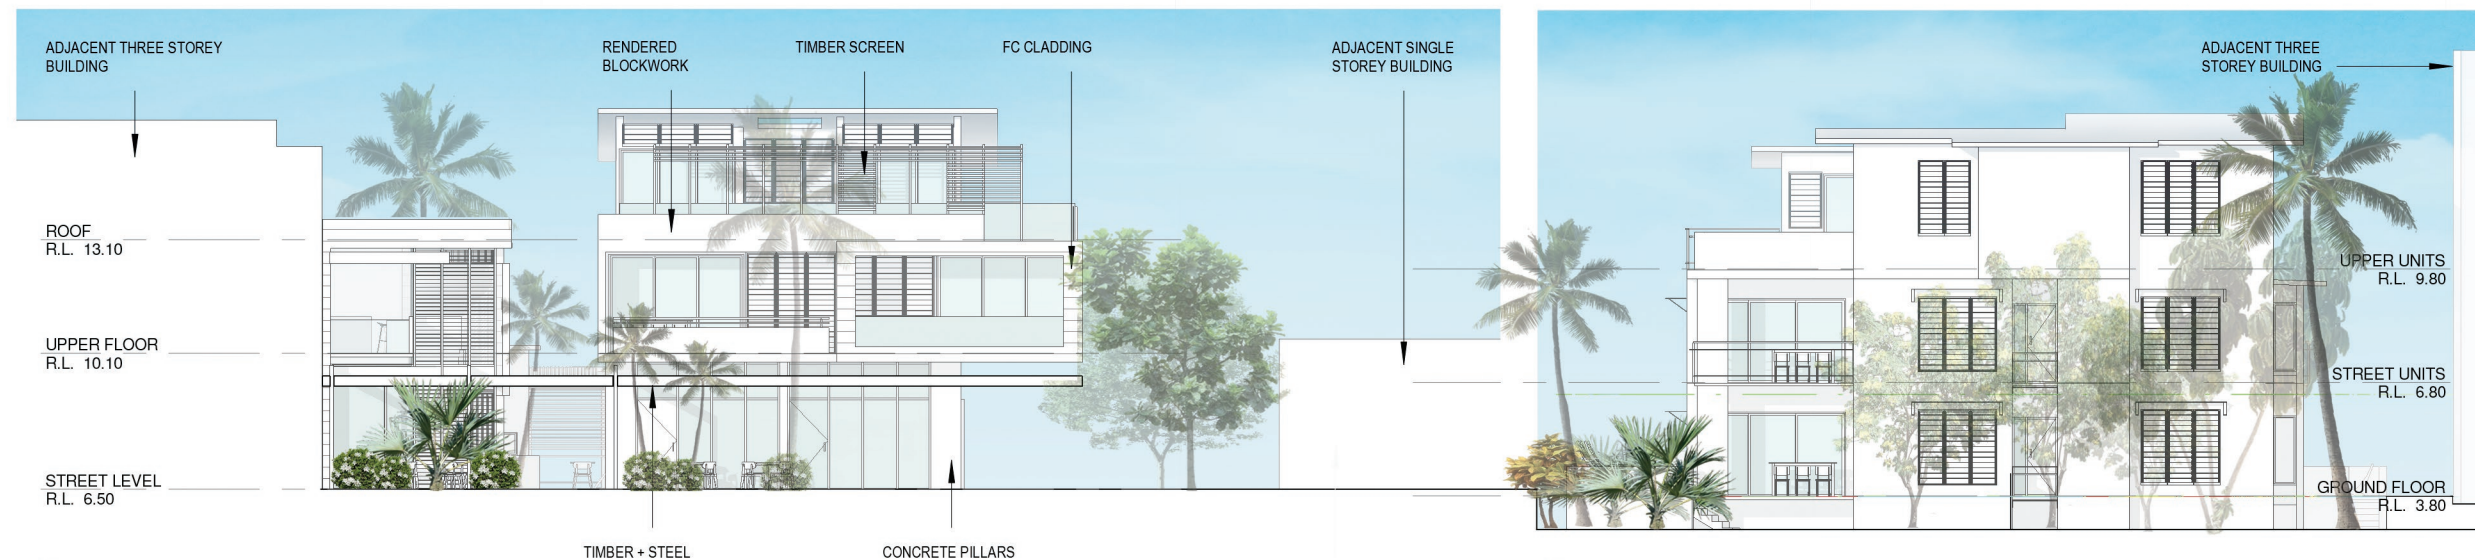 ADJACENT THREE STOREY
BUILDING
RENDERED
BLOCKWORK
TIMBER SCREEN
FC CLADDING
ADJACENT SINGLE
STOREY BUILDING
ROOF
R.L. 13.10
UPPER FLOOR
R.L. 10.10
STREET LEVEL
R.L. 6.50
TIMBER + STEEL
CONCRETE PILLARS
ADJACENT THREE
STOREY BUILDING
UPPER UNITS
R.L. 9.80
STREET UNITS
R.L. 6.80
GROUND FLOOR
R.L. 3.80